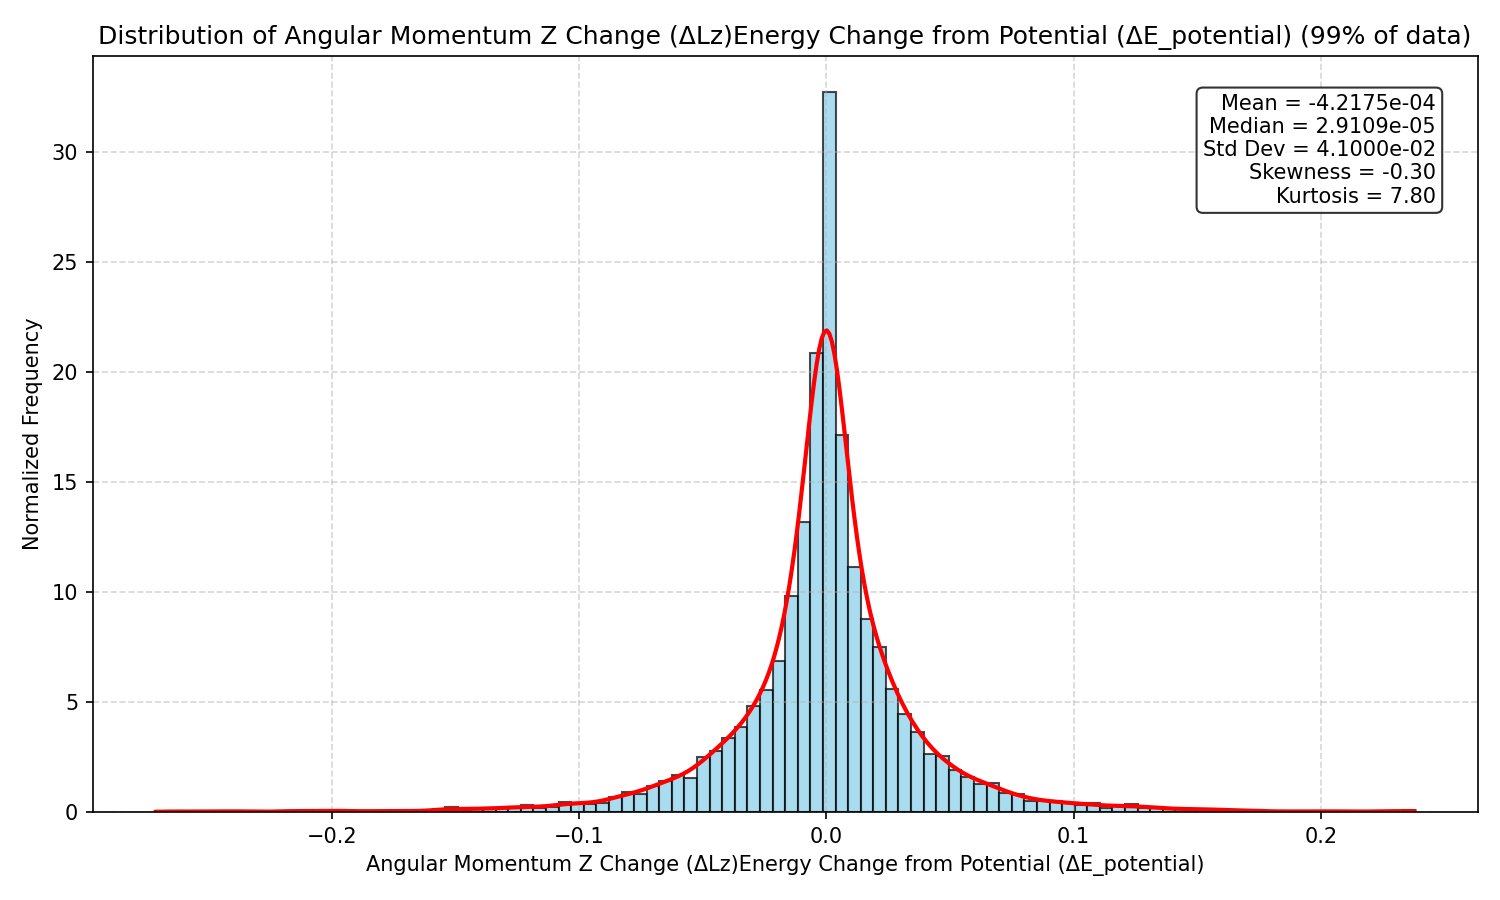 Distribution of Angular Momentum Z Change (ΔLz)Energy Change from Potential (ΔE_potential) (99% of data)
Mean = -4.2175e-04
Median = 2.9109e-05
Std Dev = 4.1000e-02
Skewness = -0.30
Kurtosis = 7.80
Normalized Frequency
30
25
20
15
10
5
0
−0.2
−0.1
0.0
0.1
0.2
Angular Momentum Z Change (ΔLz)Energy Change from Potential (ΔE_potential)